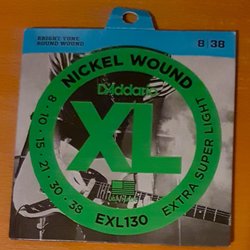 BRIGHT TONE
ROUND WOUND
8|38
NICKEL WOUND
D'Addario
8 · 10 · 15 · 21 · 30 · 38
XL
EXTRA SUPER LIGHT
EXL130